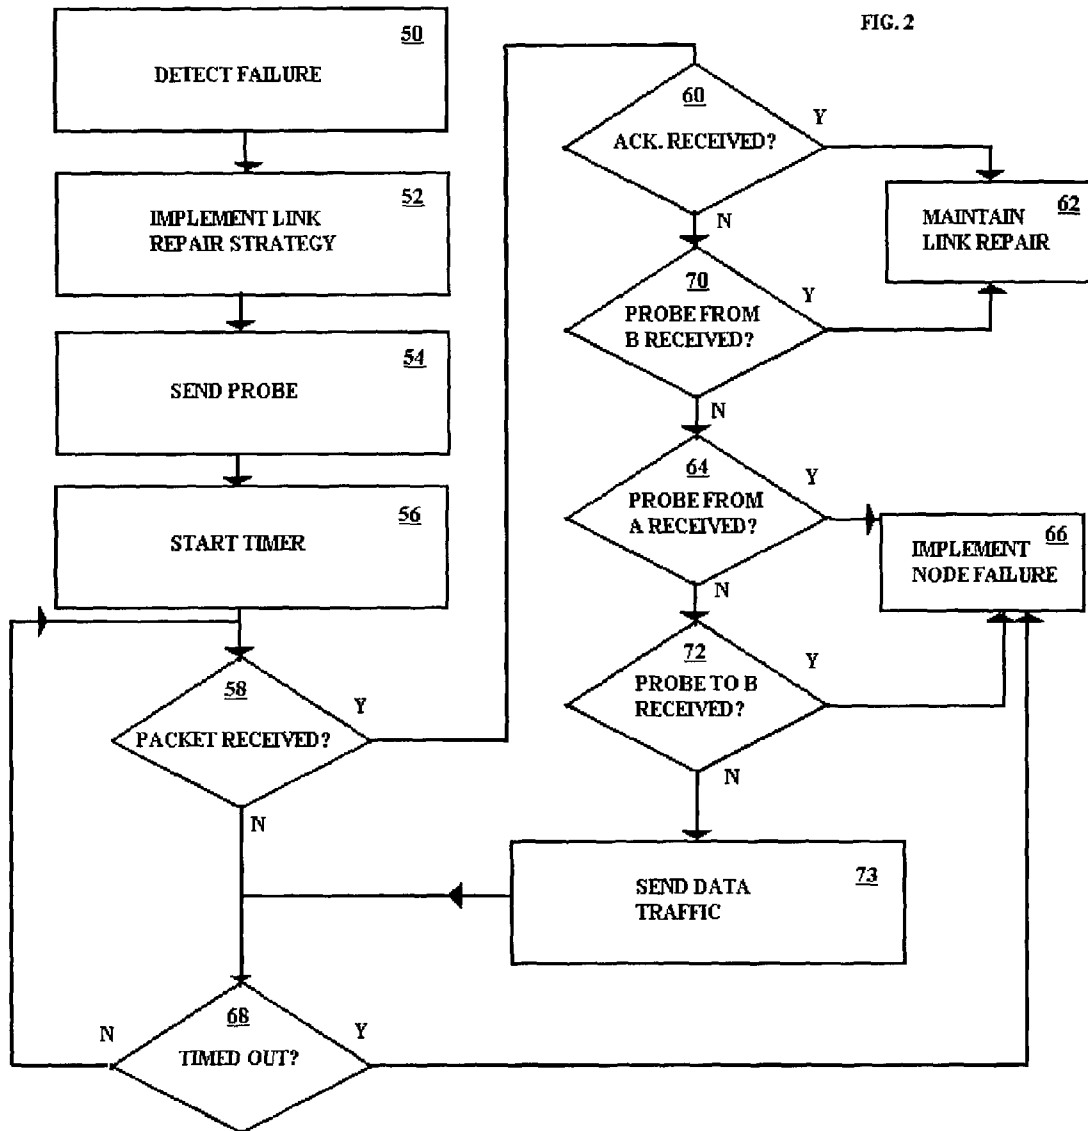 FIG. 2
50
DETECT FAILURE
52
IMPLEMENT LINK
REPAIR STRATEGY
54
SEND PROBE
56
START TIMER
58
PACKET RECEIVED?
Y
N
68
TIMED OUT?
N
Y
60
ACK. RECEIVED?
Y
N
62
MAINTAIN
LINK REPAIR
70
PROBE FROM
B RECEIVED?
Y
N
64
PROBE FROM
A RECEIVED?
Y
N
66
IMPLEMENT
NODE FAILURE
72
PROBE TO B
RECEIVED?
Y
N
73
SEND DATA
TRAFFIC